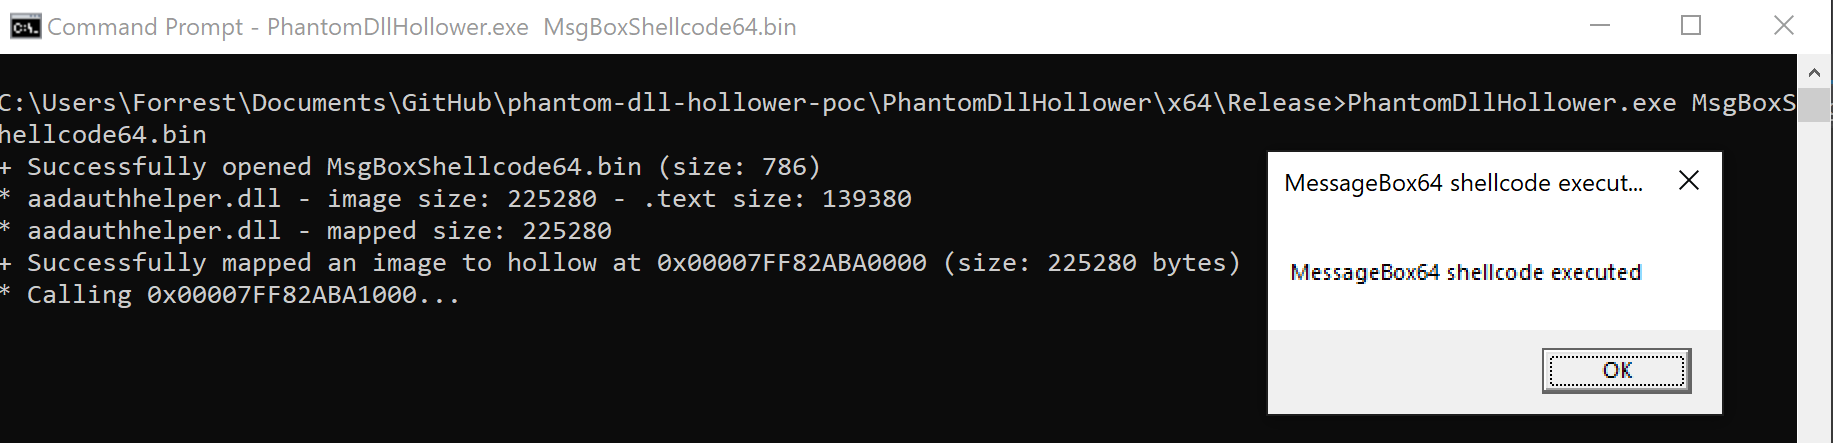 Command Prompt - PhantomDllHollower.exe  MsgBoxShellcode64.bin
C:\Users\Forrest\Documents\GitHub\phantom-dll-hollower-poc\PhantomDllHollower\x64\Release>PhantomDllHollower.exe MsgBoxS
hellcode64.bin
+ Successfully opened MsgBoxShellcode64.bin (size: 786)
* aadauthhelper.dll - image size: 225280 - .text size: 139380
* aadauthhelper.dll - mapped size: 225280
+ Successfully mapped an image to hollow at 0x00007FF82ABA0000 (size: 225280 bytes)
* Calling 0x00007FF82ABA1000...
MessageBox64 shellcode execut...
MessageBox64 shellcode executed
OK